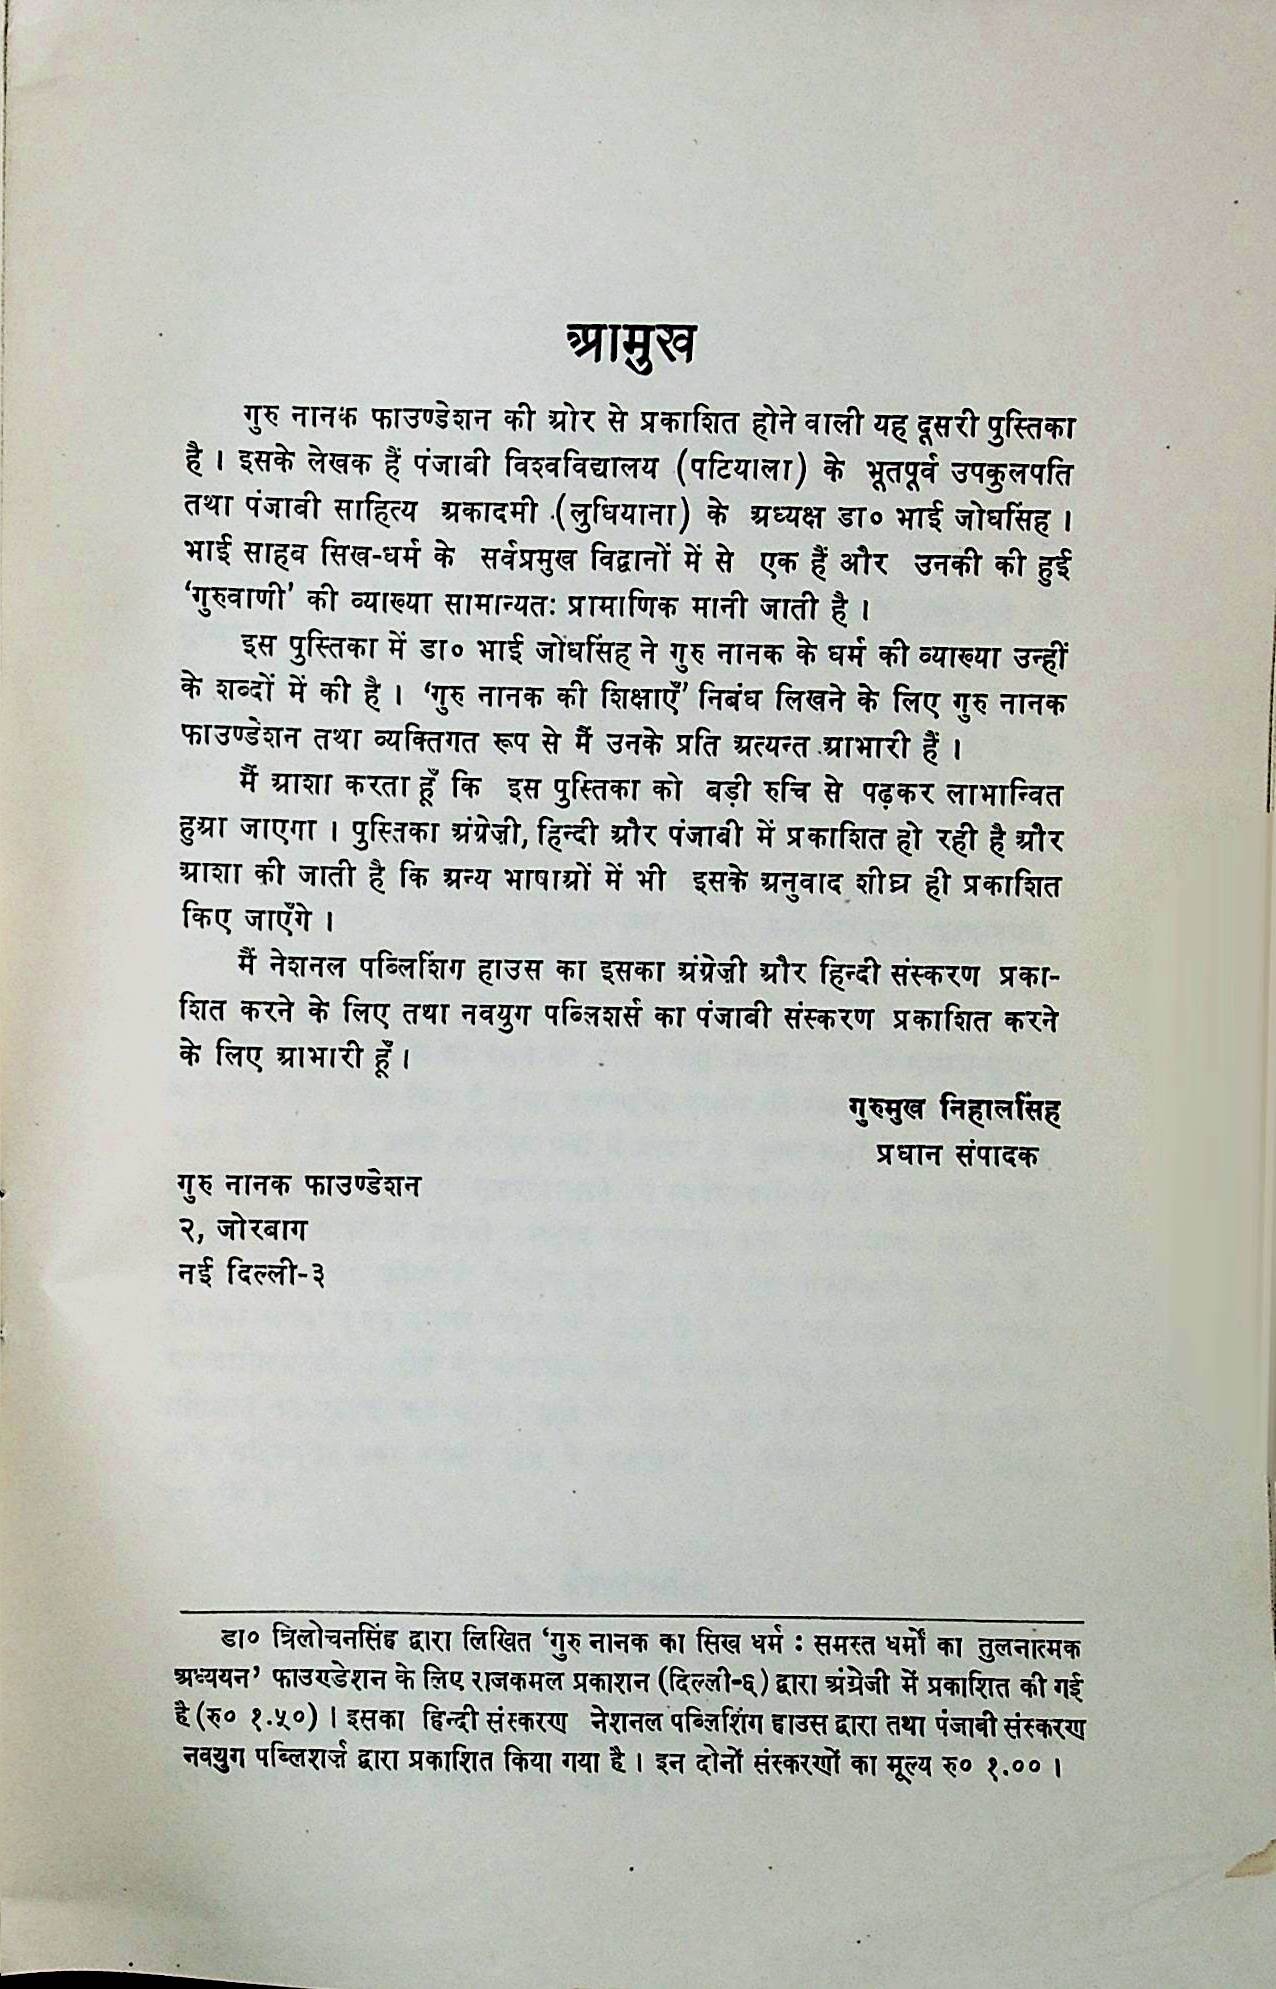 आमुख
गुरु नानक फाउण्डेशन की ओर से प्रकाशित होने वाली यह दूसरी पुस्तिका
है । इसके लेखक हैं पंजाबी विश्वविद्यालय (पटियाला) के भूतपूर्व उपकुलपति
तथा पंजाबी साहित्य अकादमी (लुधियाना) के अध्यक्ष डा० भाई जोधसिंह ।
भाई साहब सिख-धर्म के सर्वप्रमुख विद्वानों में से एक हैं और उनकी की हुई
‘गुरुवाणी’ की व्याख्या सामान्यतः प्रामाणिक मानी जाती है ।
इस पुस्तिका में डा० भाई जोधसिंह ने गुरु नानक के धर्म की व्याख्या उन्हीं
के शब्दों में की है । ‘गुरु नानक की शिक्षाएँ’ निबंध लिखने के लिए गुरु नानक
फाउण्डेशन तथा व्यक्तिगत रूप से मैं उनके प्रति अत्यन्त आभारी हैं ।
मैं आशा करता हूँ कि इस पुस्तिका को बड़ी रुचि से पढ़कर लाभान्वित
हुआ जाएगा । पुस्तिका अंग्रेज़ी, हिन्दी और पंजाबी में प्रकाशित हो रही है और
आशा की जाती है कि अन्य भाषाओं में भी इसके अनुवाद शीघ्र ही प्रकाशित
किए जाएँगे ।
मैं नेशनल पब्लिशिंग हाउस का इसका अंग्रेज़ी और हिन्दी संस्करण प्रका-
शित करने के लिए तथा नवयुग पब्लिशर्स का पंजाबी संस्करण प्रकाशित करने
के लिए आभारी हूँ ।
गुरुमुख निहालसिंह
प्रधान संपादक
गुरु नानक फाउण्डेशन
२, जोरबाग
नई दिल्ली-३
डा० त्रिलोचनसिंह द्वारा लिखित ‘गुरु नानक का सिख धर्म : समस्त धर्मों का तुलनात्मक
अध्ययन’ फाउण्डेशन के लिए राजकमल प्रकाशन (दिल्ली-६) द्वारा अंग्रेजी में प्रकाशित की गई
है (रु० १.५०) । इसका हिन्दी संस्करण नेशनल पब्लिशिंग हाउस द्वारा तथा पंजाबी संस्करण
नवयुग पब्लिशर्ज़ द्वारा प्रकाशित किया गया है । इन दोनों संस्करणों का मूल्य रु० १.०० ।